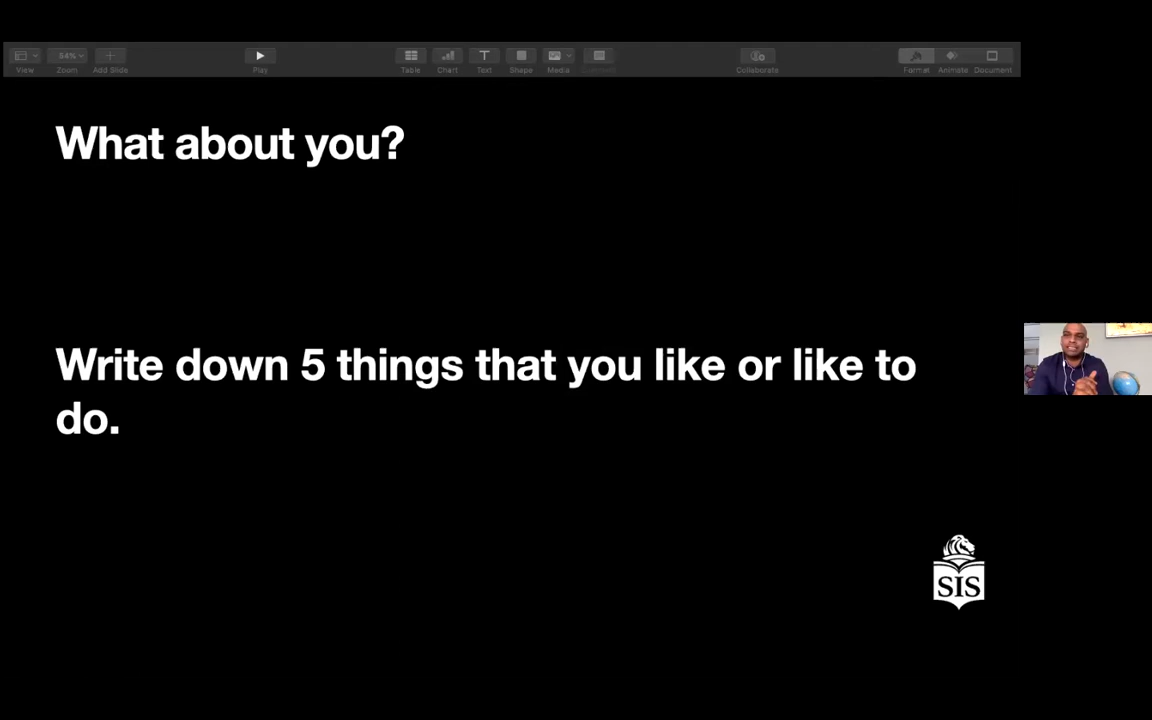 View
54%
Zoom
Add Slide
Play
Table
Chart
Text
Shape
Media
Collaborate
Format
Animate
Document
What about you?
Write down 5 things that you like or like to
do.
SIS